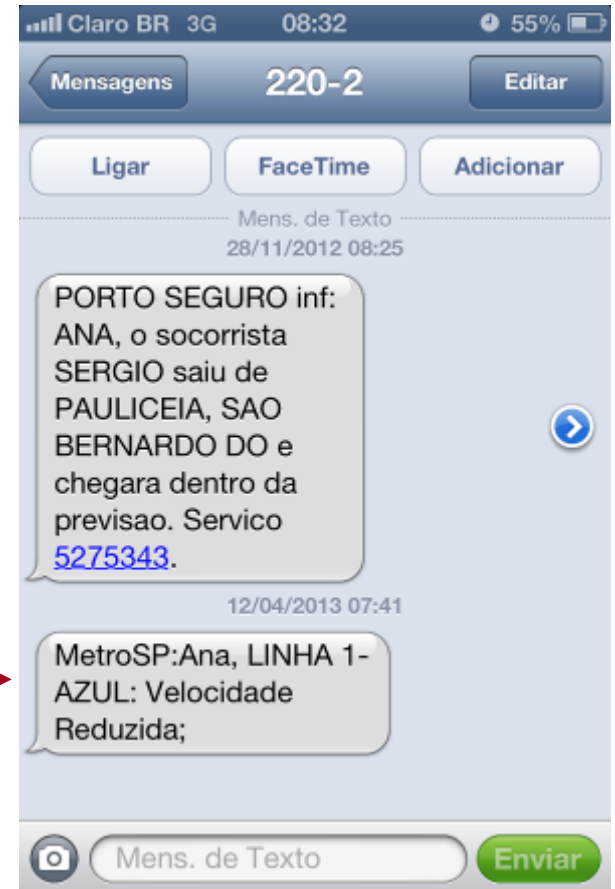 Claro BR 3G 08:32 55%
Mensagens 220-2 Editar
Ligar FaceTime Adicionar
Mens. de Texto
28/11/2012 08:25
PORTO SEGURO inf:
ANA, o socorrista
SERGIO saiu de
PAULICEIA, SAO
BERNARDO DO e
chegara dentro da
previsao. Servico
5275343.
12/04/2013 07:41
MetroSP:Ana, LINHA 1-
AZUL: Velocidade
Reduzida;
Mens. de Texto Enviar